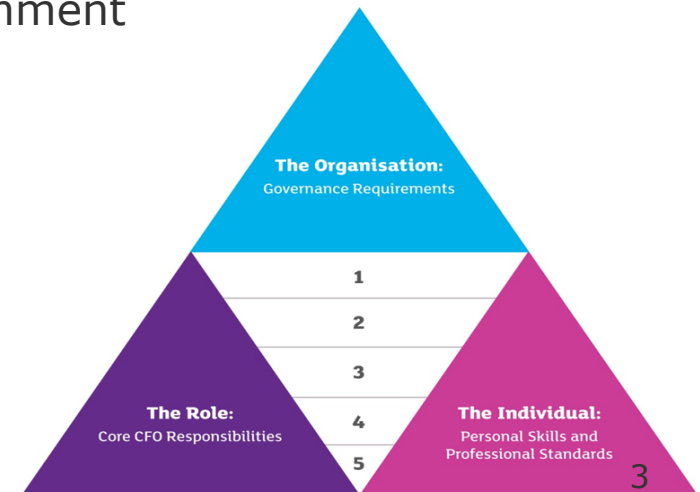 nment
The Organisation:
Governance Requirements
1
2
3
4
5
The Role:
Core CFO Responsibilities
The Individual:
Personal Skills and
Professional Standards
3